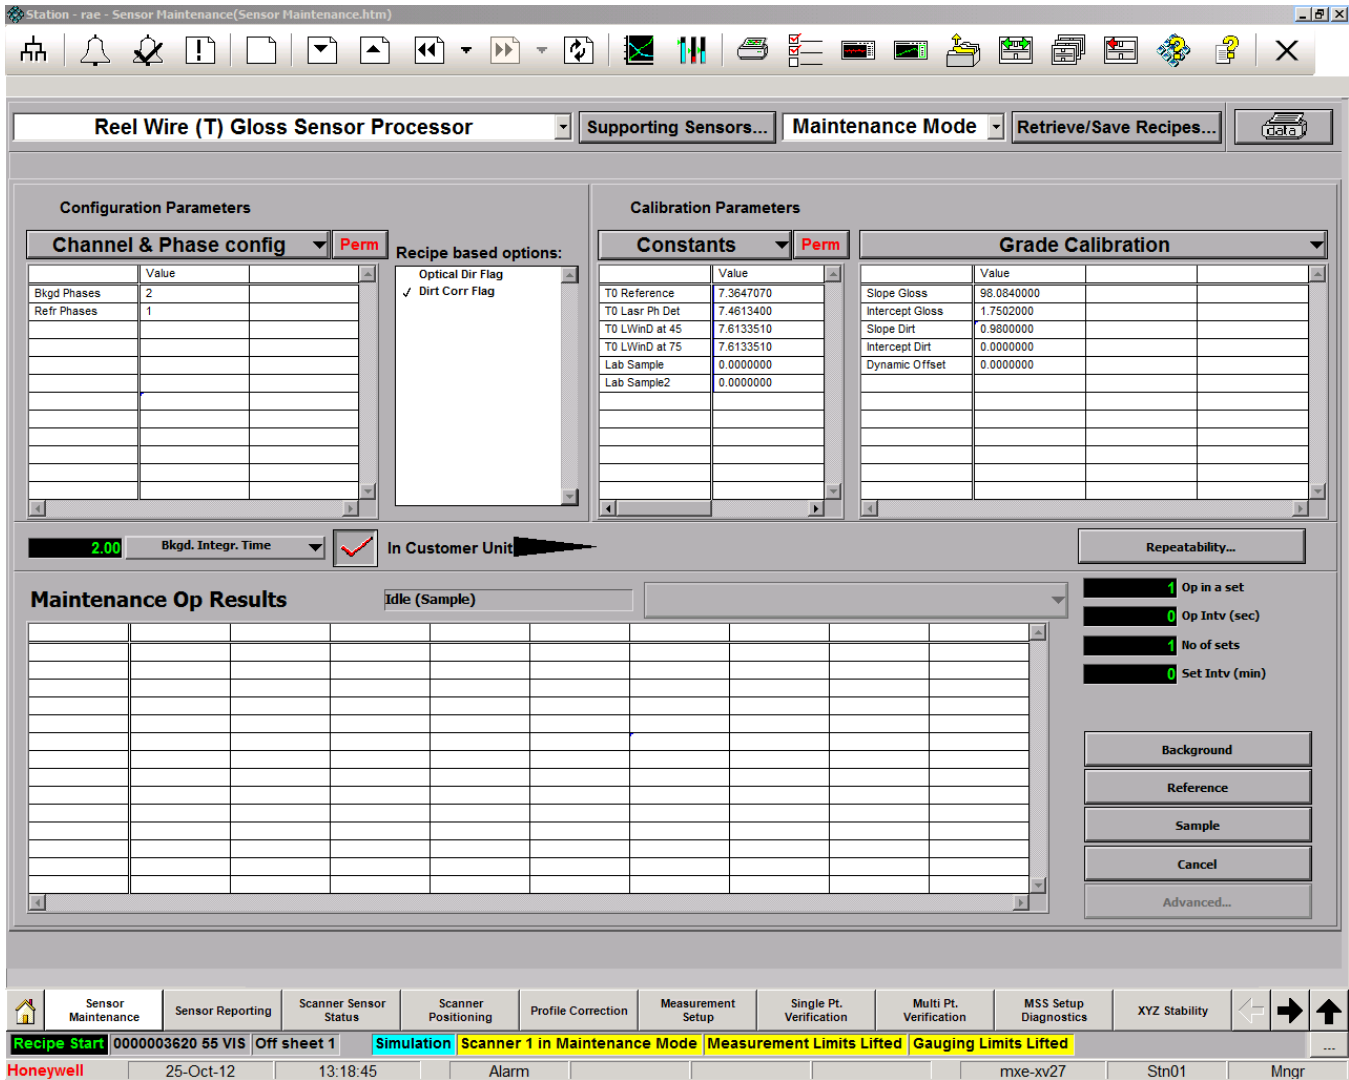 Station - rae - Sensor Maintenance(Sensor Maintenance.htm)
Reel Wire (T) Gloss Sensor Processor
Supporting Sensors...
Maintenance Mode
Retrieve/Save Recipes...
data
Configuration Parameters
Calibration Parameters
Channel & Phase config
Perm
Recipe based options:
Constants
Perm
Grade Calibration
Value
Bkgd Phases 2
Refr Phases 1
Optical Dir Flag
✓ Dirt Corr Flag
Value
T0 Reference 7.3647070
T0 Lasr Ph Det 7.4613400
T0 LWinD at 45 7.6133510
T0 LWinD at 75 7.6133510
Lab Sample 0.0000000
Lab Sample2 0.0000000
Value
Slope Gloss 98.0840000
Intercept Gloss 1.7502000
Slope Dirt 0.9800000
Intercept Dirt 0.0000000
Dynamic Offset 0.0000000
2.00 Bkgd. Integr. Time
In Customer Unit
Repeatability...
Maintenance Op Results
Idle (Sample)
1 Op in a set
0 Op Intv (sec)
1 No of sets
0 Set Intv (min)
Background
Reference
Sample
Cancel
Advanced...
Sensor Maintenance
Sensor Reporting
Scanner Sensor Status
Scanner Positioning
Profile Correction
Measurement Setup
Single Pt. Verification
Multi Pt. Verification
MSS Setup Diagnostics
XYZ Stability
Recipe Start 0000003620 55 VIS Off sheet 1 Simulation Scanner 1 in Maintenance Mode Measurement Limits Lifted Gauging Limits Lifted ...
Honeywell 25-Oct-12 13:18:45 Alarm mxe-xv27 Stn01 Mngr